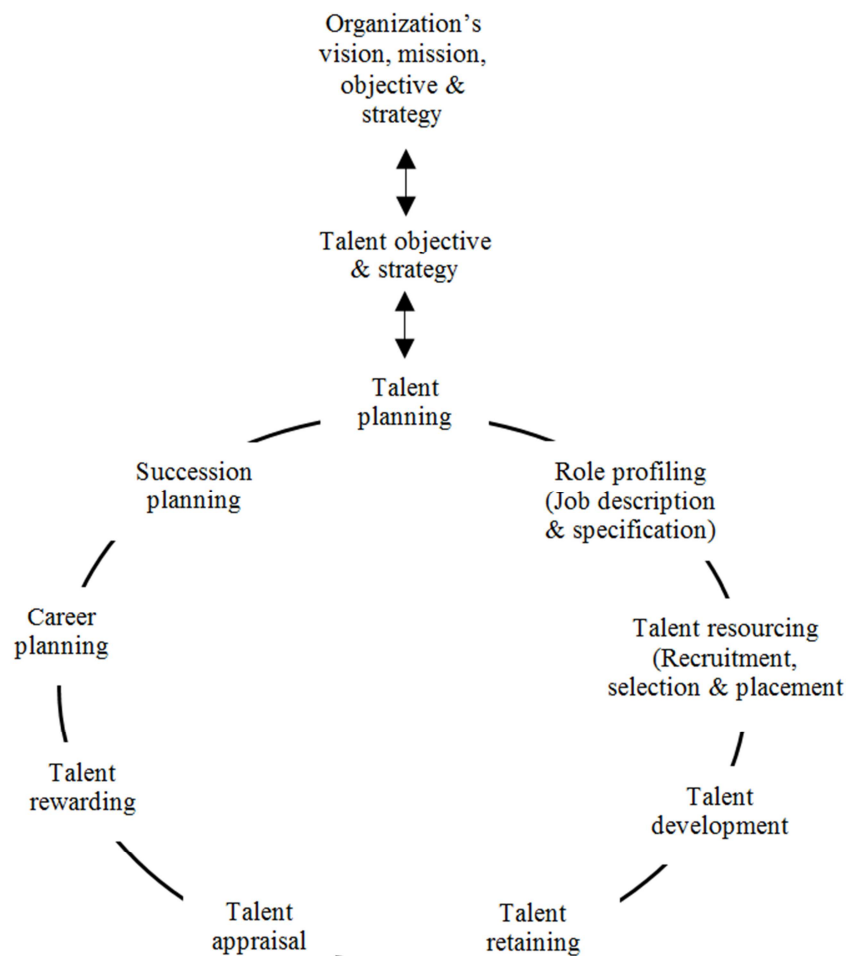 Organization’s
vision, mission,
objective &
strategy
Talent objective
& strategy
Talent
planning
Role profiling
(Job description
& specification)
Talent resourcing
(Recruitment,
selection & placement
Talent
development
Talent
retaining
Talent
appraisal
Talent
rewarding
Career
planning
Succession
planning